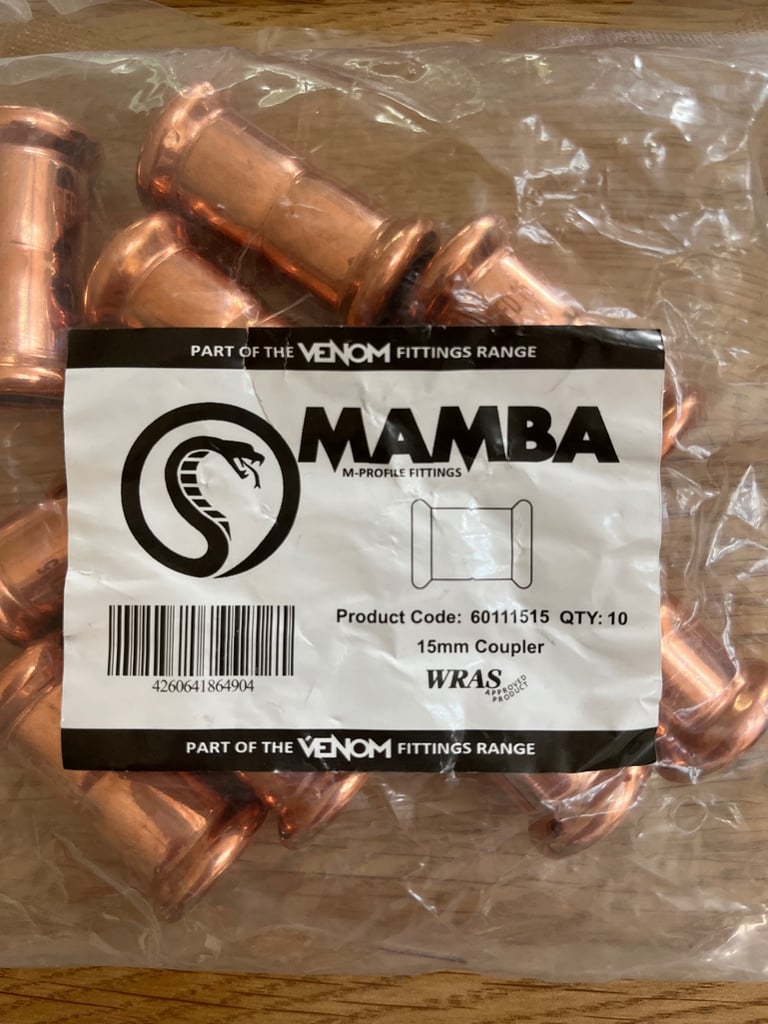 PART OF THE VENOM FITTINGS RANGE
MAMBA
M-PROFILE FITTINGS
Product Code: 60111515 QTY: 10
15mm Coupler
WRAS APPROVED PRODUCT
4260641864904
PART OF THE VENOM FITTINGS RANGE